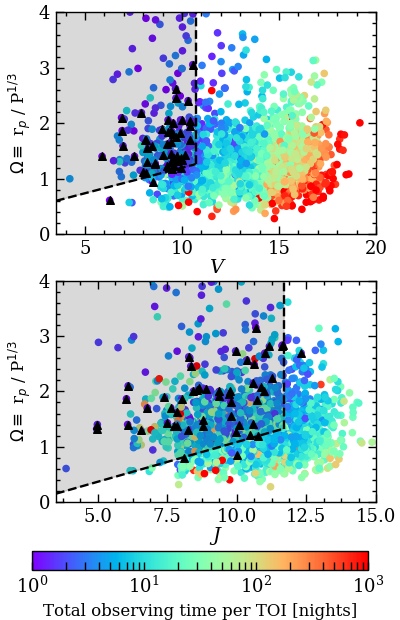 4
3
2
1
0
Ω ≡ r_p / P^{1/3}
5 10 15 20
V
4
3
2
1
0
Ω ≡ r_p / P^{1/3}
5.0 7.5 10.0 12.5 15.0
J
10^0 10^1 10^2 10^3
Total observing time per TOI [nights]